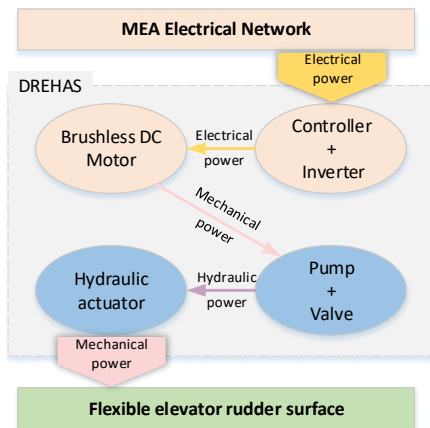 MEA Electrical Network
Electrical
power
DREHAS
Brushless DC
Motor
Electrical
power
Controller
+
Inverter
Mechanical
power
Hydraulic
actuator
Hydraulic
power
Pump
+
Valve
Mechanical
power
Flexible elevator rudder surface